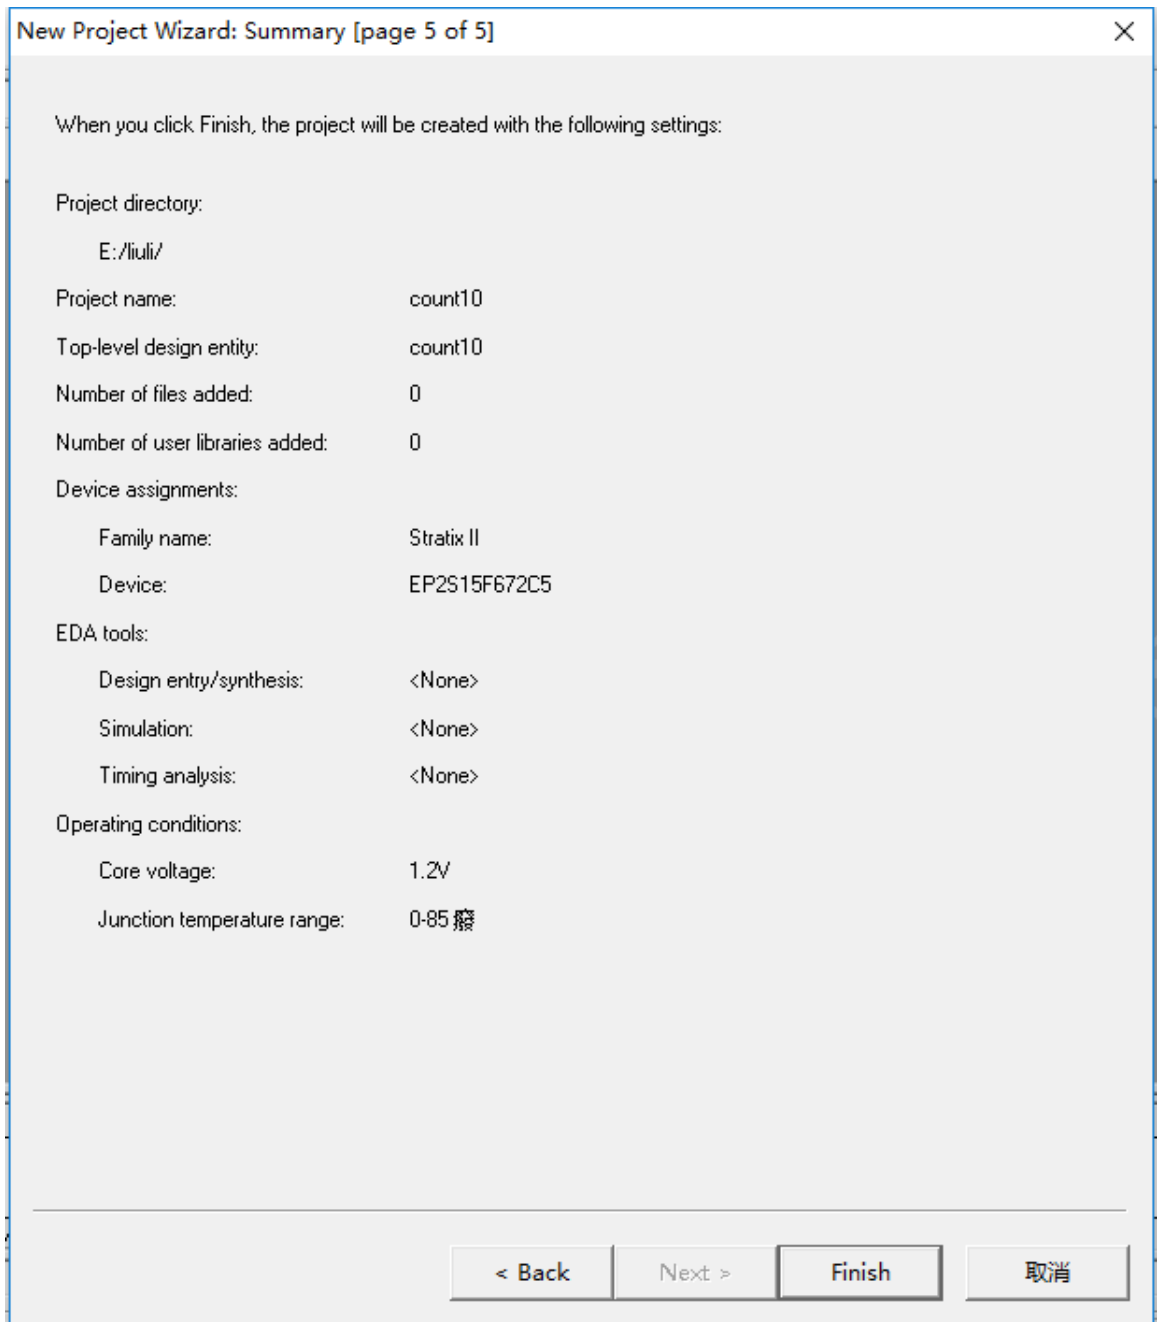 New Project Wizard: Summary [page 5 of 5]
When you click Finish, the project will be created with the following settings:
Project directory:
E:/liuli/
Project name: count10
Top-level design entity: count10
Number of files added: 0
Number of user libraries added: 0
Device assignments:
Family name: Stratix II
Device: EP2S15F672C5
EDA tools:
Design entry/synthesis: <None>
Simulation: <None>
Timing analysis: <None>
Operating conditions:
Core voltage: 1.2V
Junction temperature range: 0-85 癈
< Back Next > Finish 取消